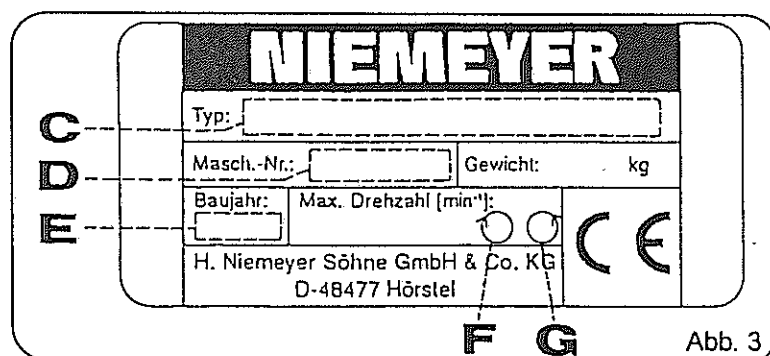 NIEMEYER
C
Typ:
D
Masch.-Nr.: Gewicht: kg
E
Baujahr: Max. Drehzahl [min⁻¹]:
H. Niemeyer Söhne GmbH & Co. KG
D-48477 Hörstel
CE
F G
Abb. 3